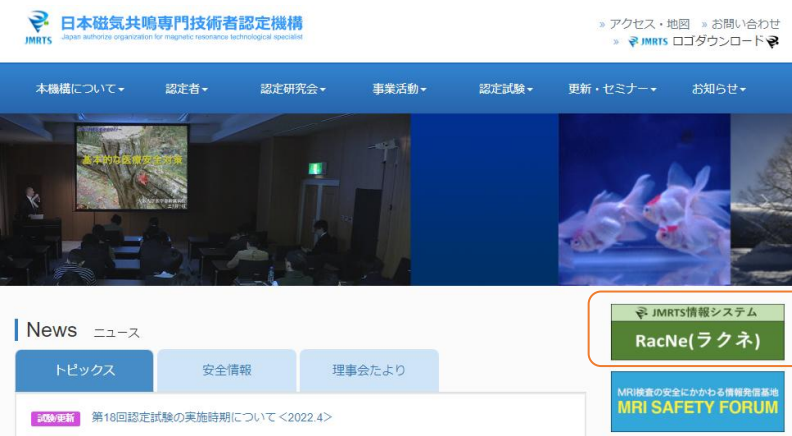 日本磁気共鳴専門技術者認定機構
JMRTS Japan authorize organization for magnetic resonance technological specialist
» アクセス・地図 » お問い合わせ
» JMRTS ロゴダウンロード
本機構について 認定者 認定研究会 事業活動 認定試験 更新・セミナー お知らせ
基本的な医療安全対策
JMRTS情報システム
RacNe(ラクネ)
News ニュース
トピックス 安全情報 理事会たより
MRI検査の安全にかかわる情報発信基地
MRI SAFETY FORUM
試験/更新 第18回認定試験の実施時期について<2022.4>